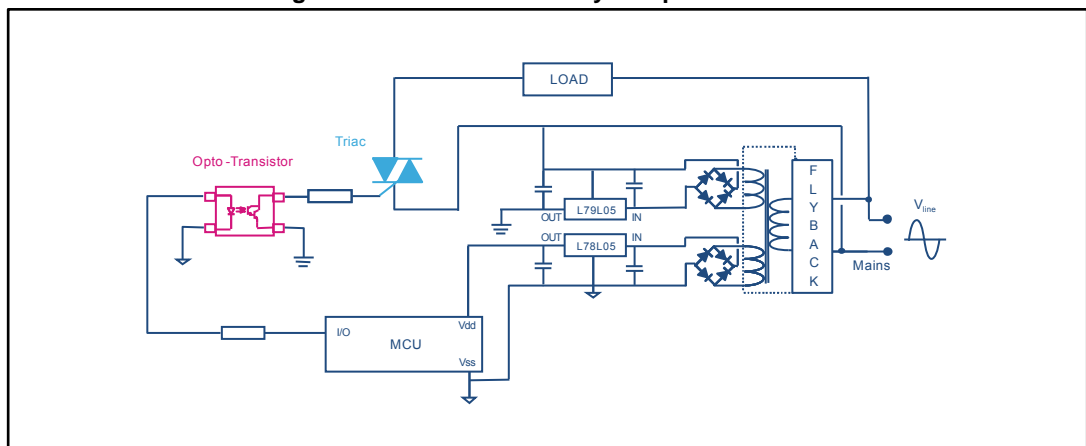 LOAD
Triac
Opto-Transistor
F
L
Y
B
A
C
K
OUT
L79L05
IN
V line
OUT
IN
L78L05
Mains
I/O
Vdd
MCU
Vss